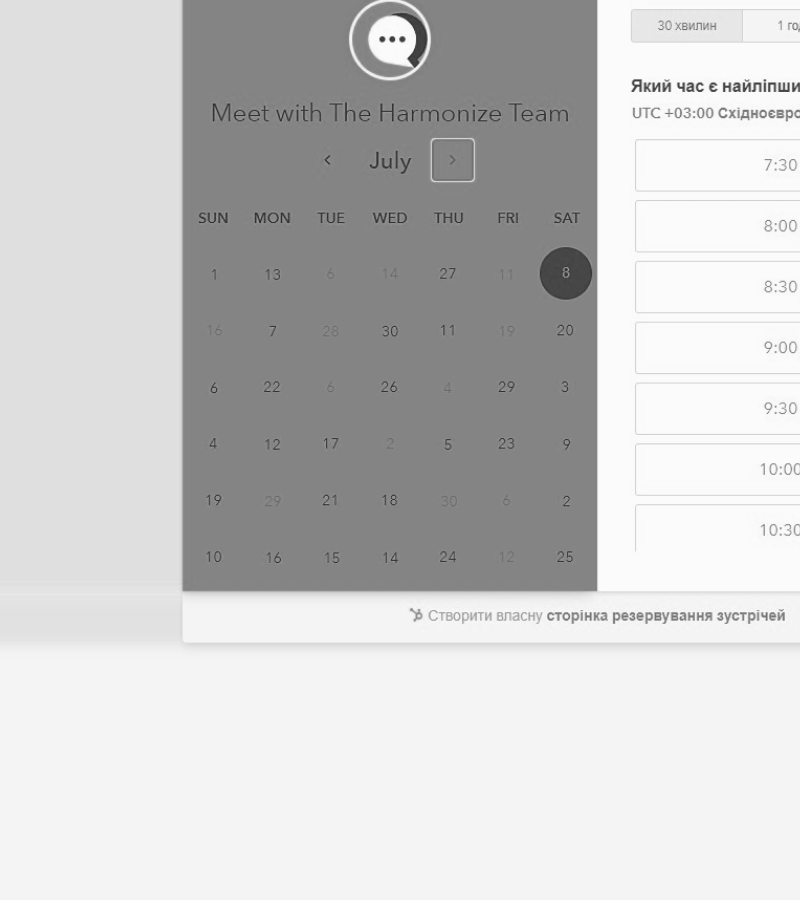 Meet with The Harmonize Team
July
SUN MON TUE WED THU FRI SAT
1 13 6 14 27 11 8
16 7 28 30 11 19 20
6 22 6 26 4 29 3
4 12 17 2 5 23 9
19 29 21 18 30 6 2
10 16 15 14 24 12 25
30 хвилин
1 го
Який час є найліпши
UTC +03:00 Східноєвро
7:30
8:00
8:30
9:00
9:30
10:00
10:30
Створити власну сторінка резервування зустрічей